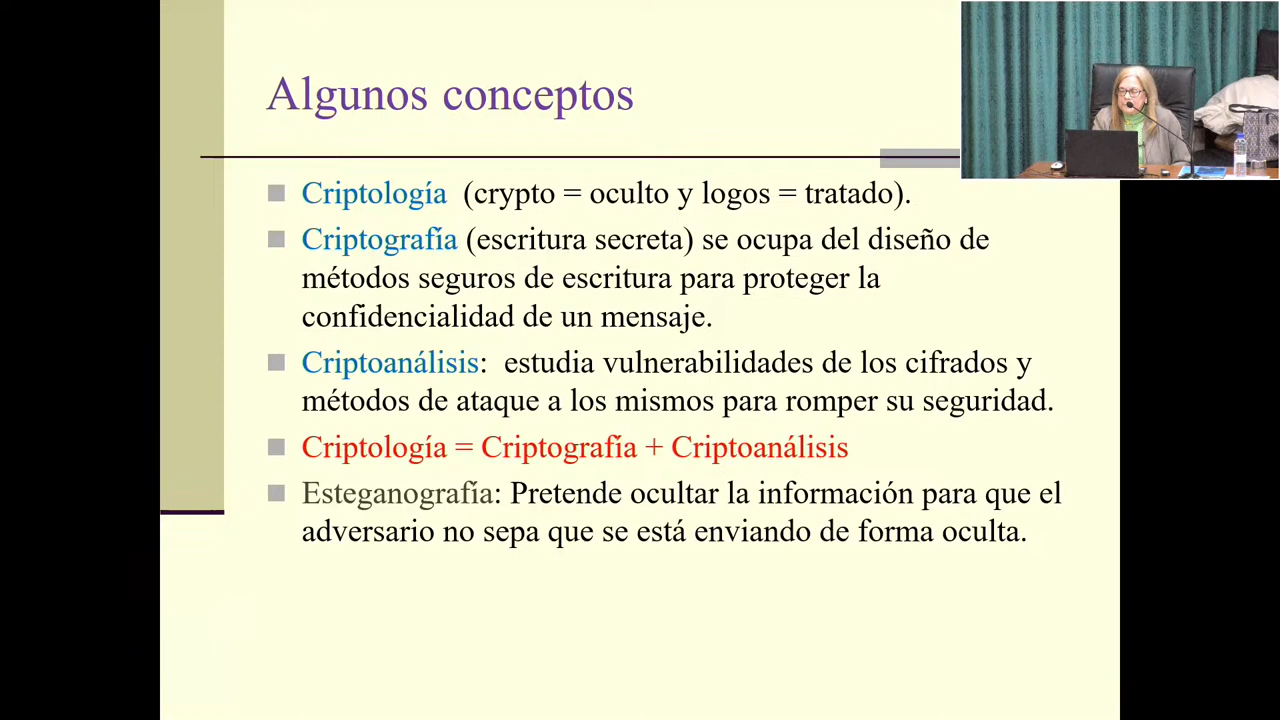 Algunos conceptos
Criptología (crypto = oculto y logos = tratado).
Criptografía (escritura secreta) se ocupa del diseño de
métodos seguros de escritura para proteger la
confidencialidad de un mensaje.
Criptoanálisis: estudia vulnerabilidades de los cifrados y
métodos de ataque a los mismos para romper su seguridad.
Criptología = Criptografía + Criptoanálisis
Esteganografía: Pretende ocultar la información para que el
adversario no sepa que se está enviando de forma oculta.